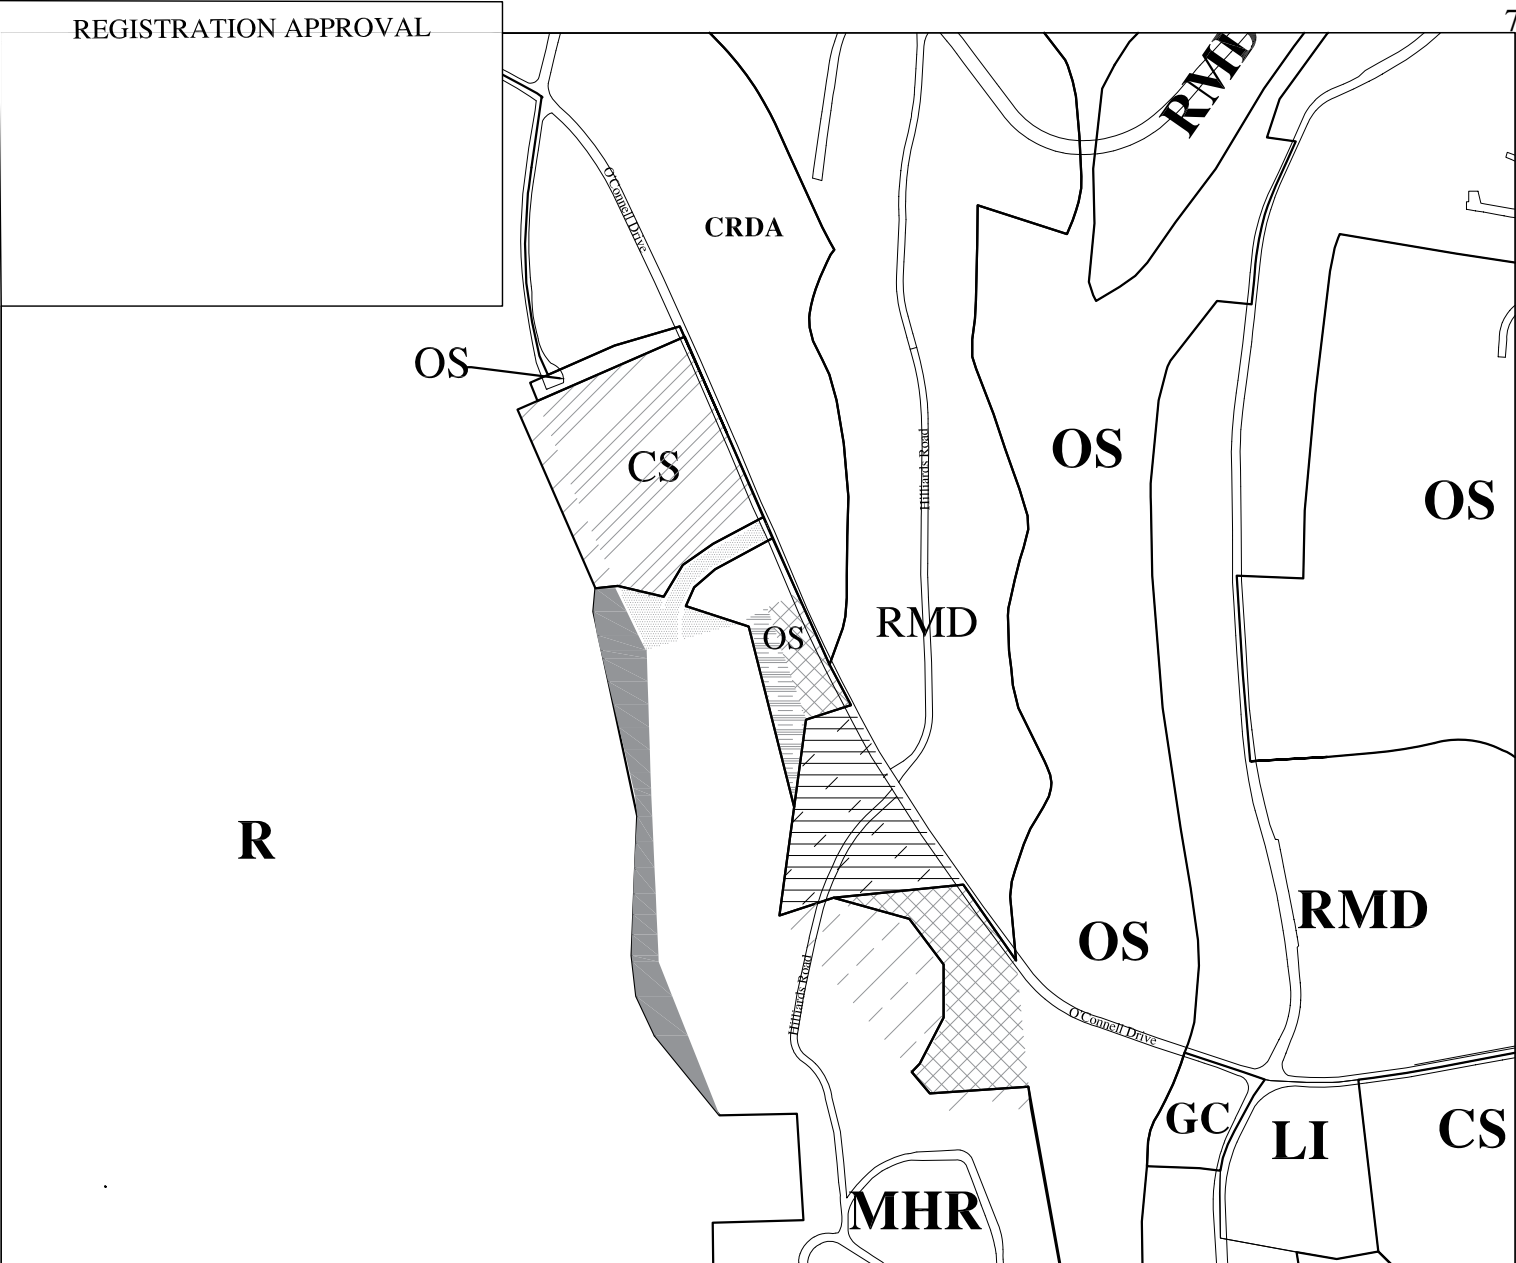 REGISTRATION APPROVAL
7
RMD
O'Connell Drive
CRDA
OS
CS
Hilliards Road
OS
OS
RMD
OS
R
RMD
OS
Hilliards Road
O'Connell Drive
GC
LI
CS
MHR